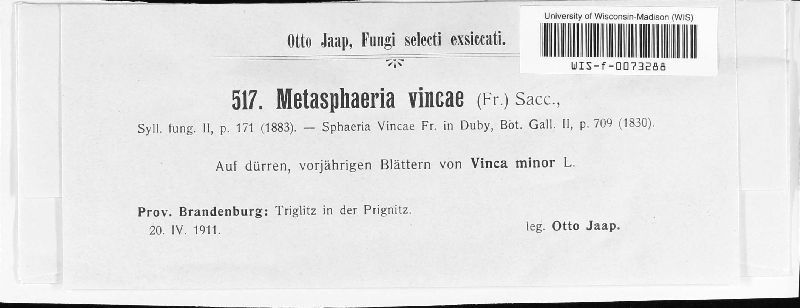 University of Wisconsin-Madison (WIS)
WIS-f-0073288
Otto Jaap, Fungi selecti exsiccati.
517. Metasphaeria vincae (Fr.) Sacc.,
Syll. fung. II, p. 171 (1883). — Sphaeria Vincae Fr. in Duby, Bot. Gall. II, p. 709 (1830).
Auf dürren, vorjährigen Blättern von Vinca minor L.
Prov. Brandenburg: Triglitz in der Prignitz.
20. IV. 1911.
leg. Otto Jaap.